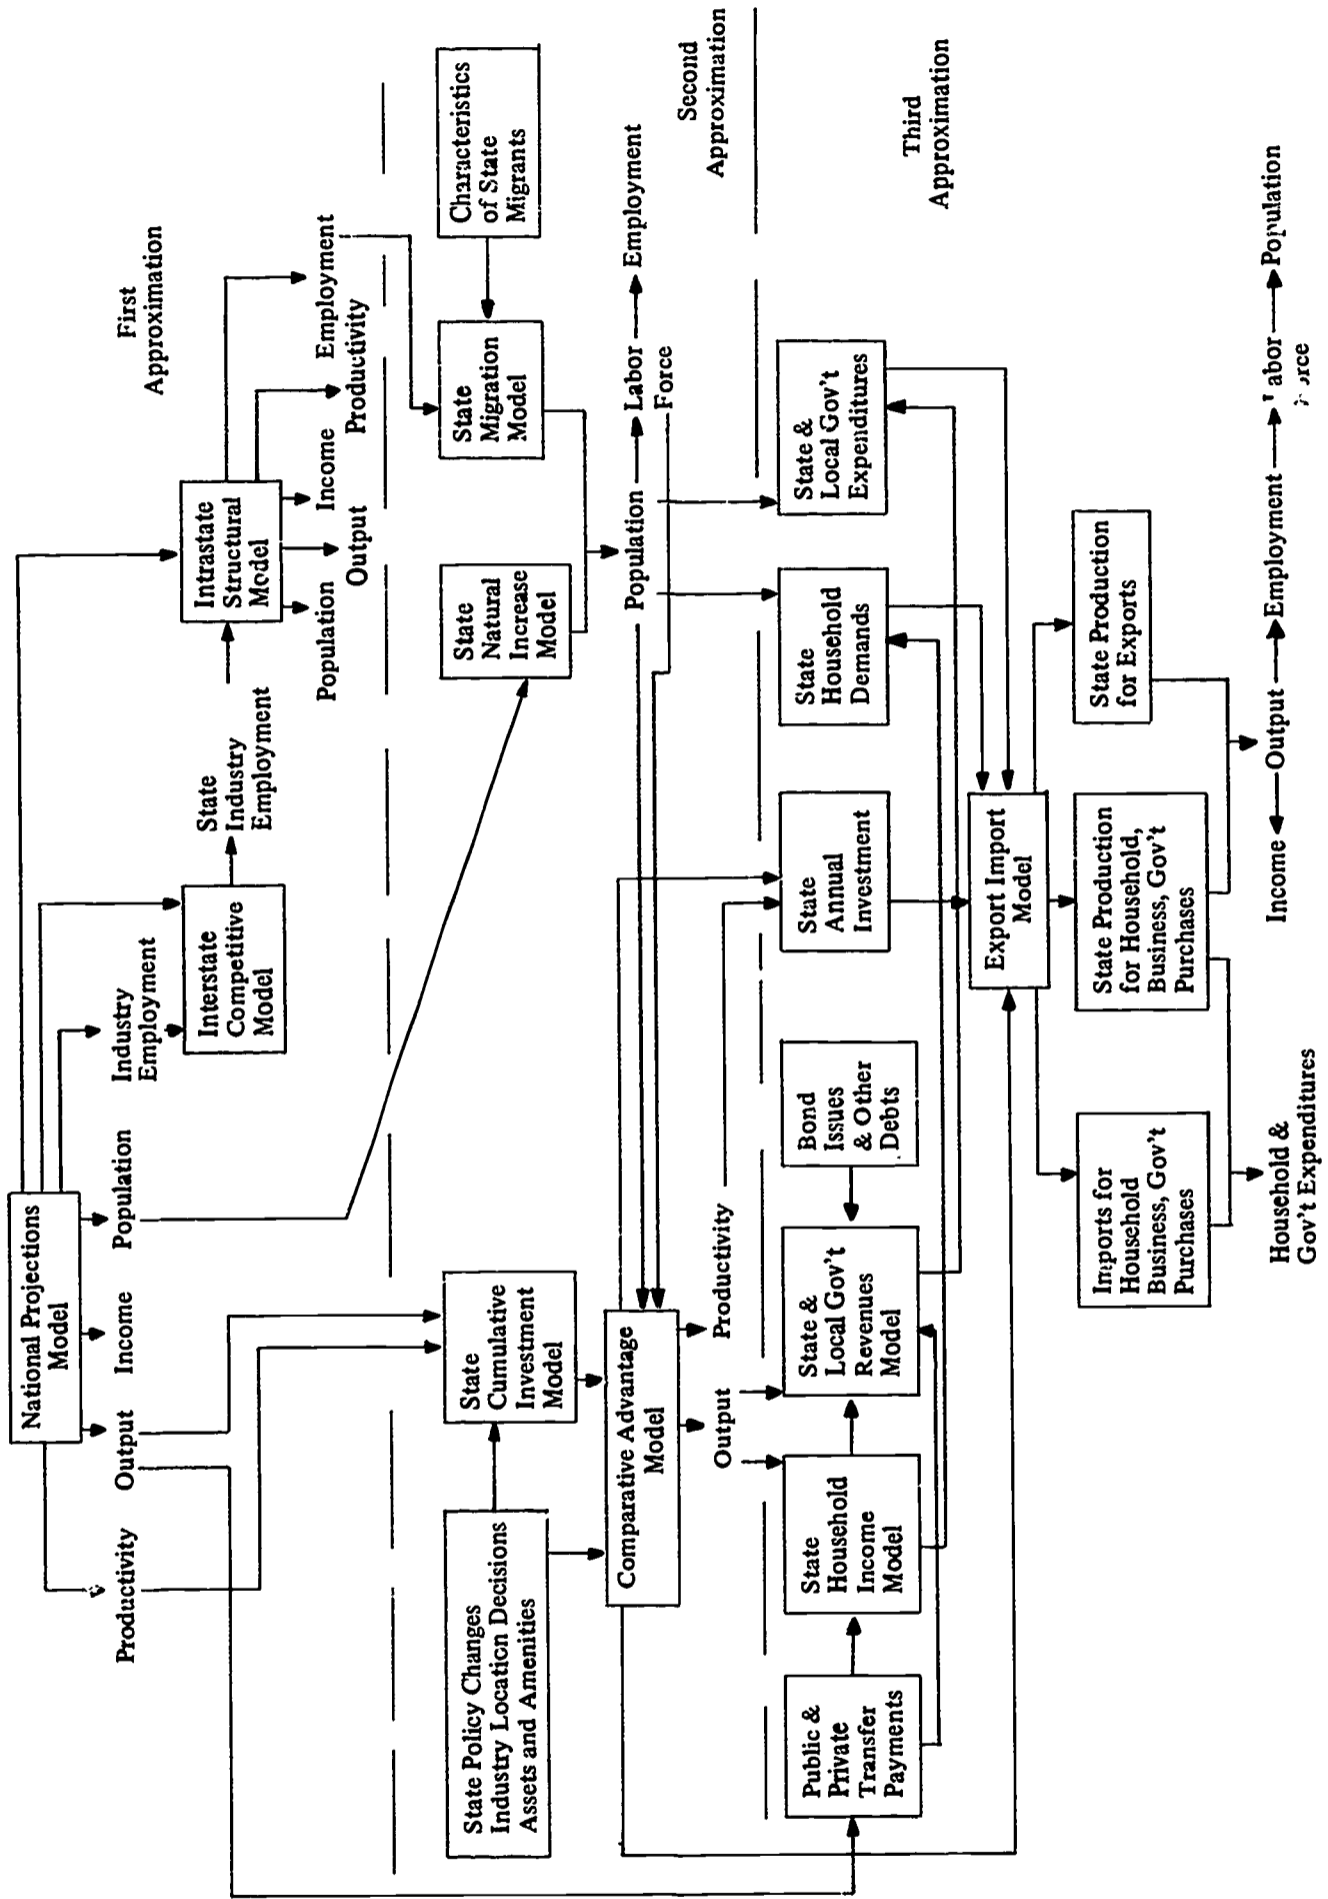 First
Approximation
National Projections
Model
Productivity
Output
Income
Population
Industry
Employment
Interstate
Competitive
Model
State
Industry
Employment
Intrastate
Structural
Model
Population
Output
Income
Productivity
Employment
State Policy Changes
Industry Location Decisions
Assets and Amenities
State
Cumulative
Investment
Model
State
Natural
Increase
Model
State
Migration
Model
Characteristics
of State
Migrants
Comparative Advantage
Model
Population
Labor
Force
Employment
Output
Productivity
Second
Approximation
Public &
Private
Transfer
Payments
State
Household
Income
Model
State &
Local Gov't
Revenues
Model
Bond
Issues
& Other
Debts
State
Annual
Investment
State
Household
Demands
State &
Local Gov't
Expenditures
Third
Approximation
Export Import
Model
Imports for
Household
Business, Gov't
Purchases
State Production
for Household,
Business, Gov't
Purchases
State Production
for Exports
Household &
Gov't Expenditures
Income
Output
Employment
Population